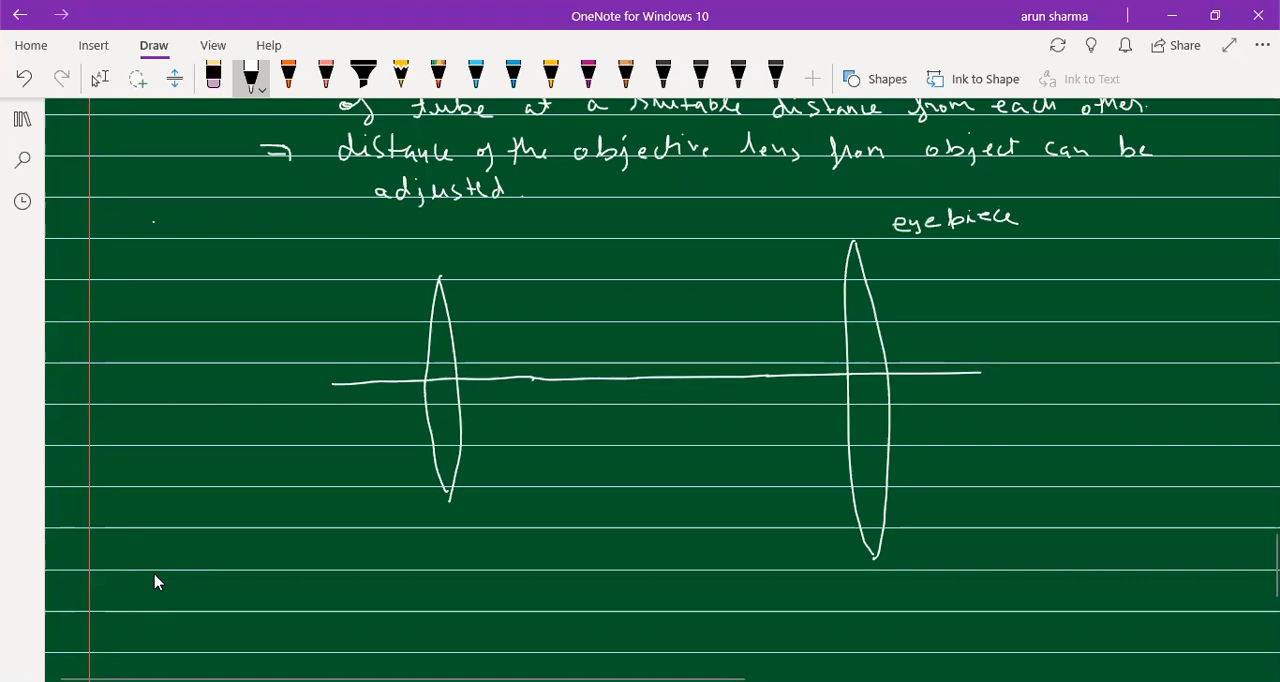 OneNote for Windows 10
arun sharma
Home Insert Draw View Help
Share
Shapes
Ink to Shape
Ink to Text
of tube at a suitable distance from each other.
⇒ distance of the objective lens from object can be
adjusted.
eyepiece